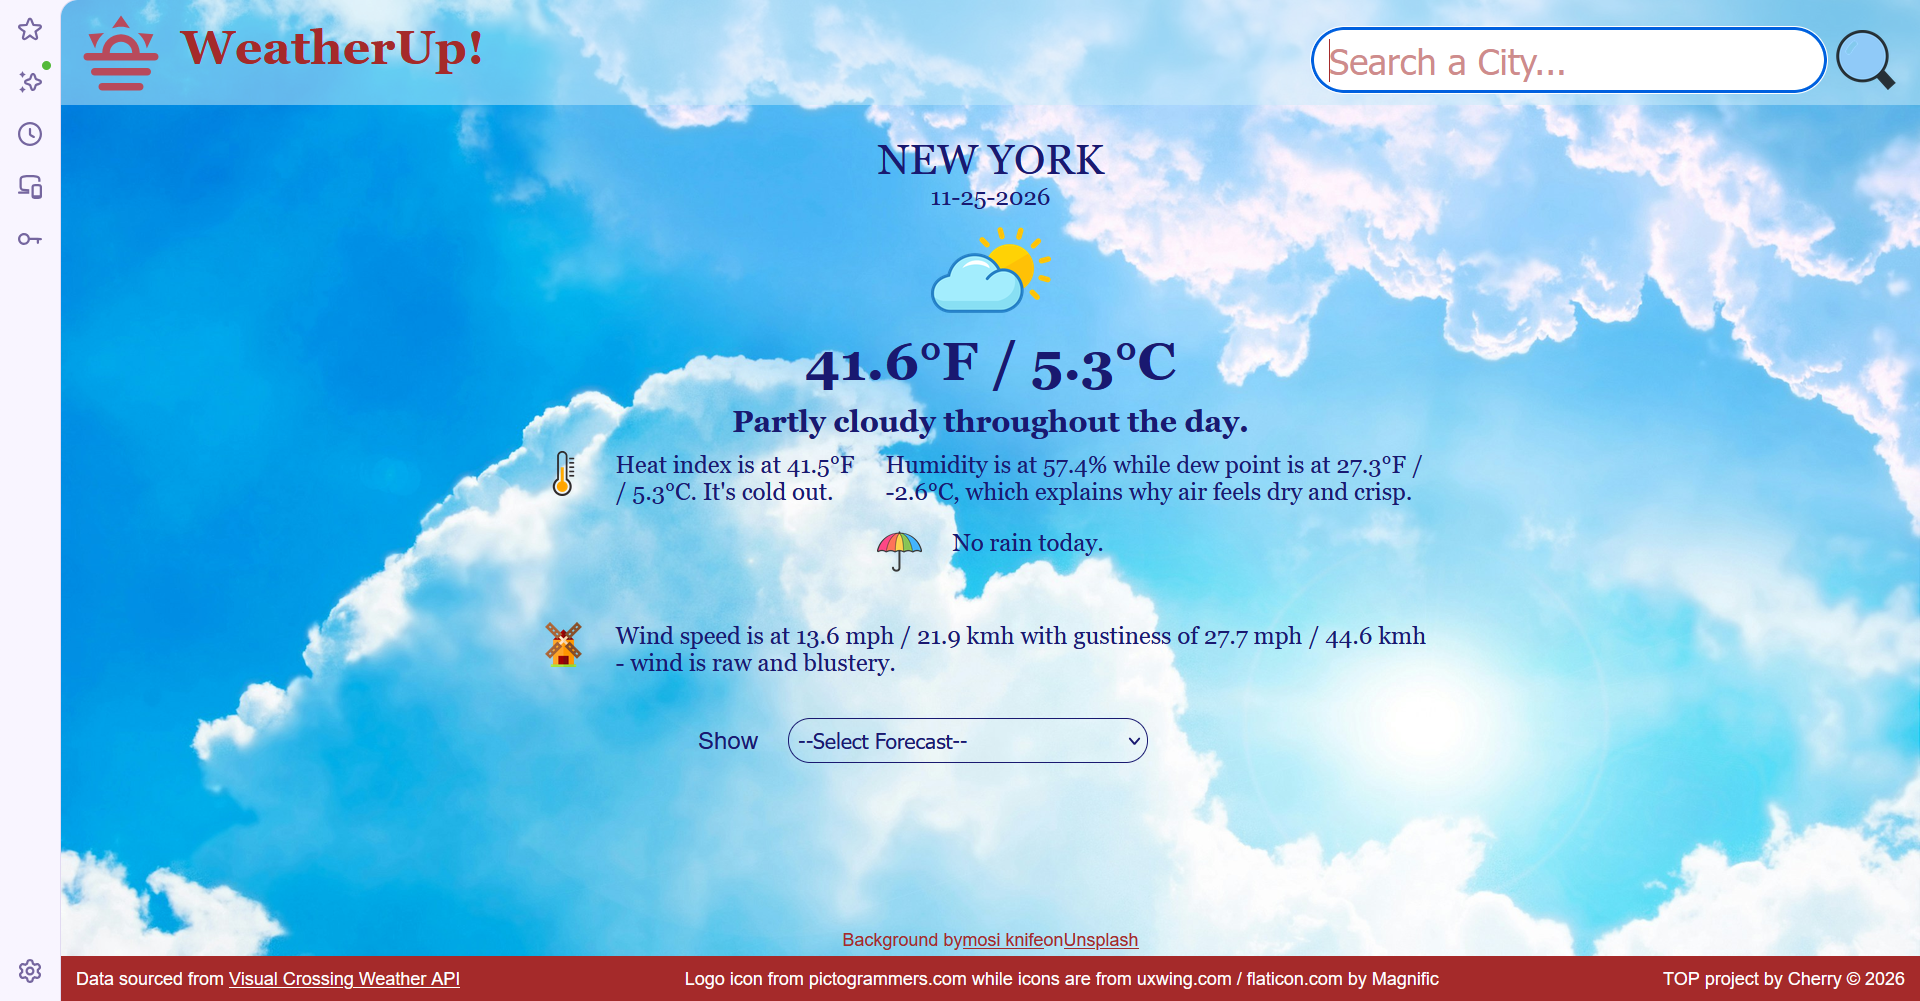 WeatherUp!
Search a City...
NEW YORK
11-25-2026
41.6°F / 5.3°C
Partly cloudy throughout the day.
Heat index is at 41.5°F
/ 5.3°C. It's cold out.
Humidity is at 57.4% while dew point is at 27.3°F /
-2.6°C, which explains why air feels dry and crisp.
No rain today.
Wind speed is at 13.6 mph / 21.9 kmh with gustiness of 27.7 mph / 44.6 kmh
- wind is raw and blustery.
Show --Select Forecast--
Background bymosi knifeonUnsplash
Data sourced from Visual Crossing Weather API
Logo icon from pictogrammers.com while icons are from uxwing.com / flaticon.com by Magnific
TOP project by Cherry © 2026